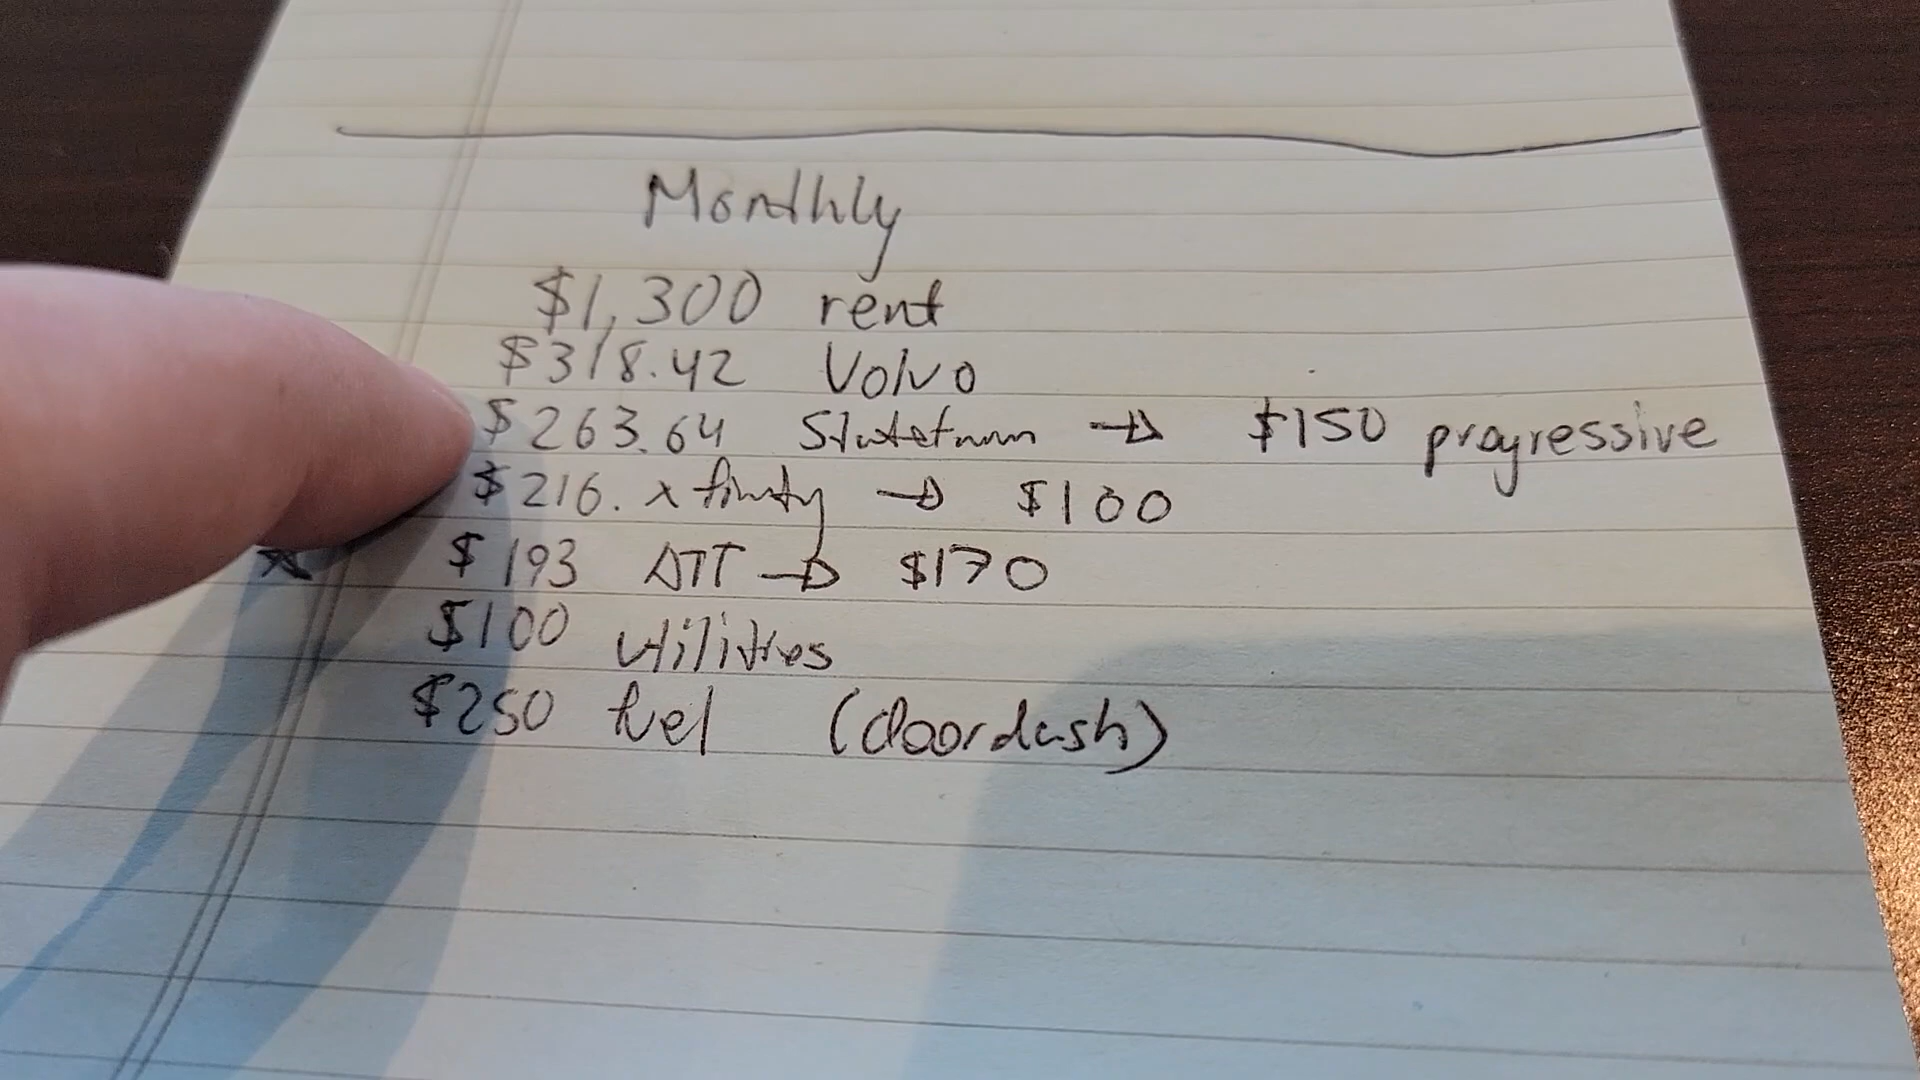 Monthly
$1,300 rent
$318.42 Volvo
$263.64 Statefarm → $150 progressive
$216. xfinity → $100
$193 ATT → $170
$100 utilities
$250 fuel (doordash)